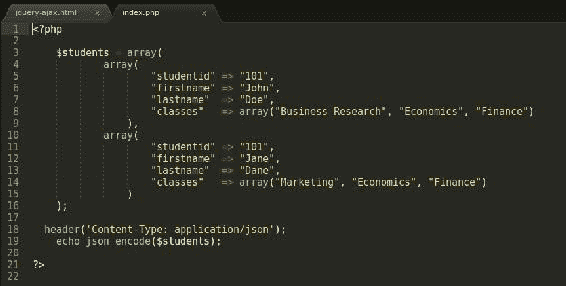 jquery-ajax.html x index.php x
1 <?php
2
3 $students = array(
4 array(
5 "studentid" => "101",
6 "firstname" => "John",
7 "lastname" => "Doe",
8 "classes" => array("Business Research", "Economics", "Finance")
9 ),
10 array(
11 "studentid" => "101",
12 "firstname" => "Jane",
13 "lastname" => "Dane",
14 "classes" => array("Marketing", "Economics", "Finance")
15 )
16 );
17
18 header('Content-Type: application/json');
19 echo json_encode($students);
20
21 ?>
22